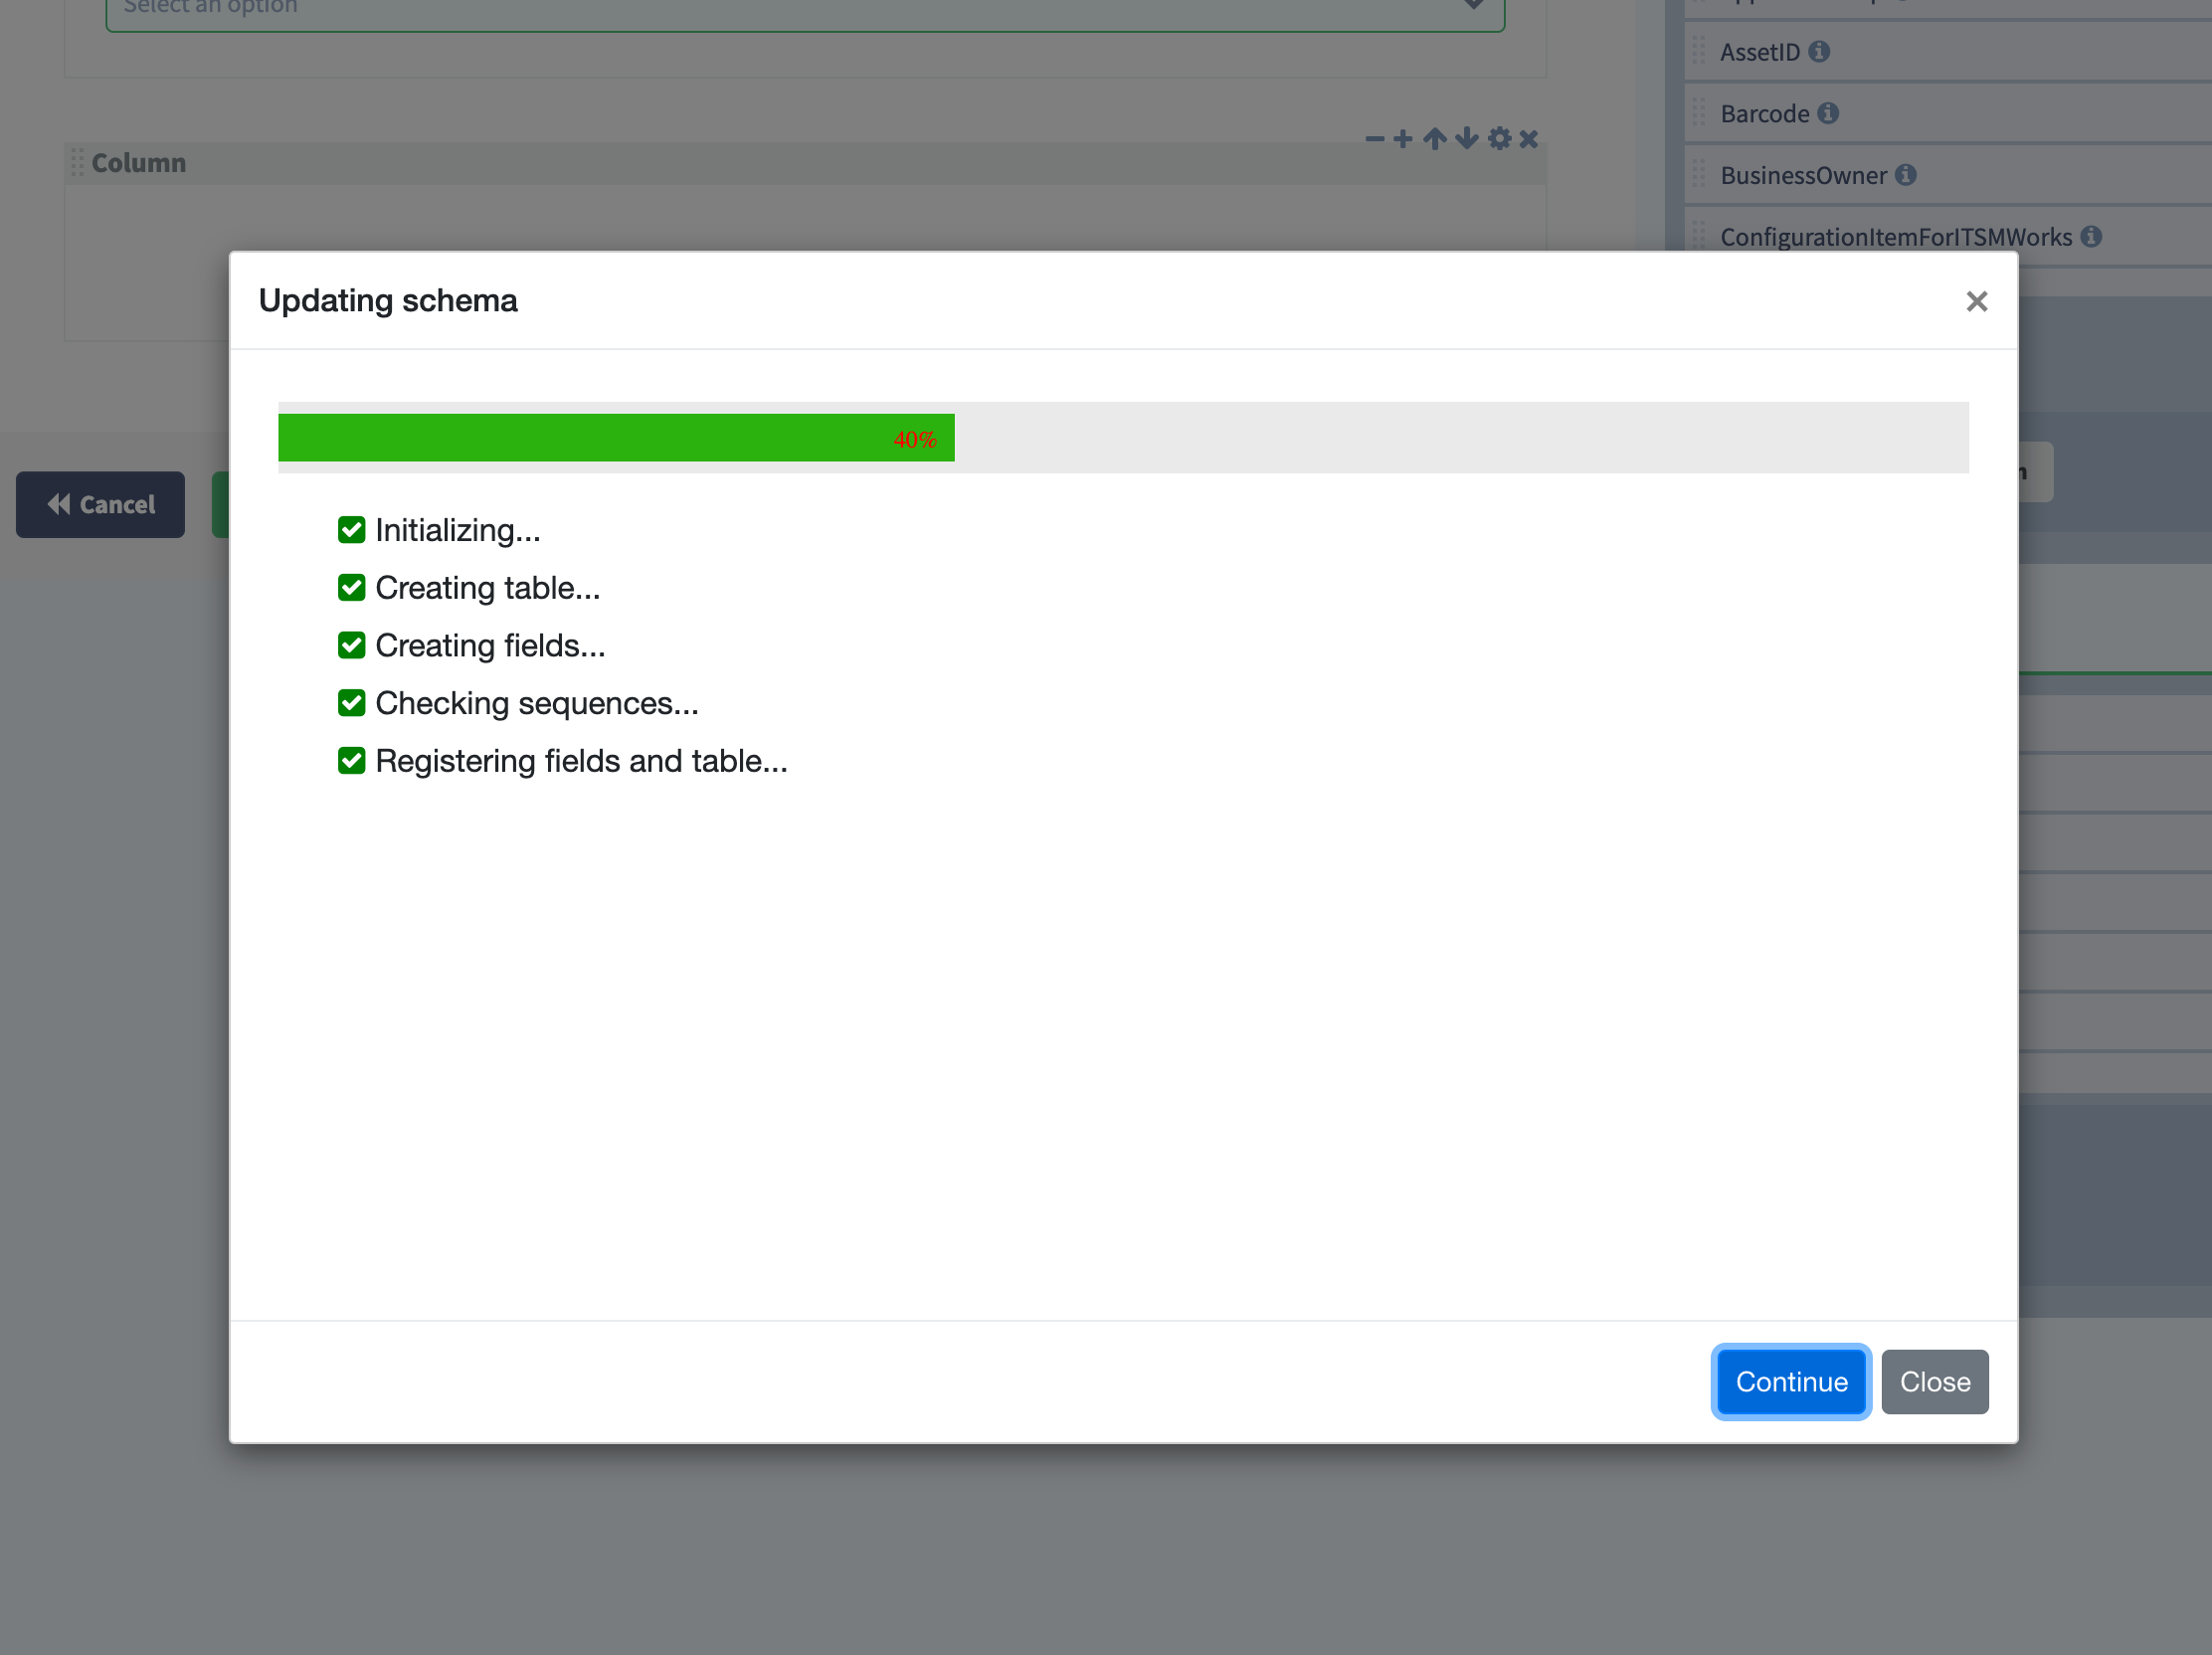 Select an option
AssetID
Barcode
Column
BusinessOwner
ConfigurationItemForITSMWorks
Updating schema
40%
Cancel
Initializing...
Creating table...
Creating fields...
Checking sequences...
Registering fields and table...
Continue
Close